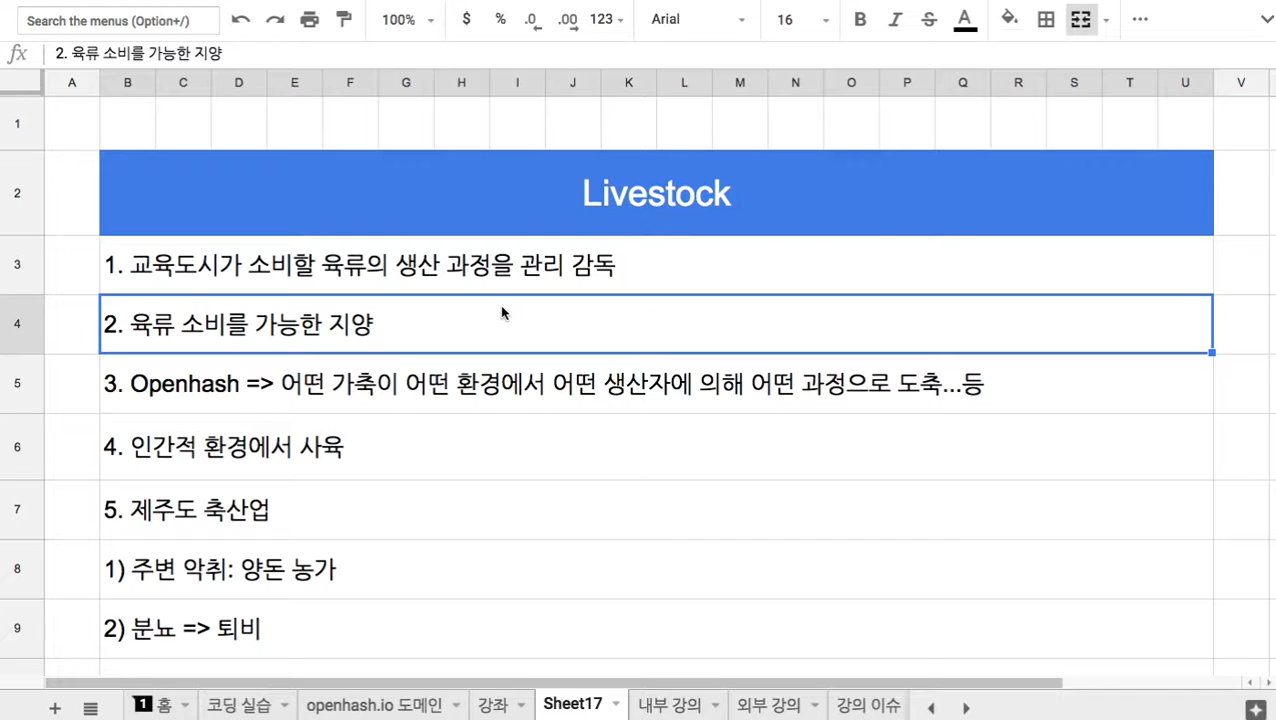 Search the menus (Option+/)
100%
$ % .0 .00 123
Arial
16
B I S A
fx 2. 육류 소비를 가능한 지양
A B C D E F G H I J K L M N O P Q R S T U V
1
2 Livestock
3 1. 교육도시가 소비할 육류의 생산 과정을 관리 감독
4 2. 육류 소비를 가능한 지양
5 3. Openhash => 어떤 가축이 어떤 환경에서 어떤 생산자에 의해 어떤 과정으로 도축...등
6 4. 인간적 환경에서 사육
7 5. 제주도 축산업
8 1) 주변 악취: 양돈 농가
9 2) 분뇨 => 퇴비
1 홈 코딩 실습 openhash.io 도메인 강좌 Sheet17 내부 강의 외부 강의 강의 이슈